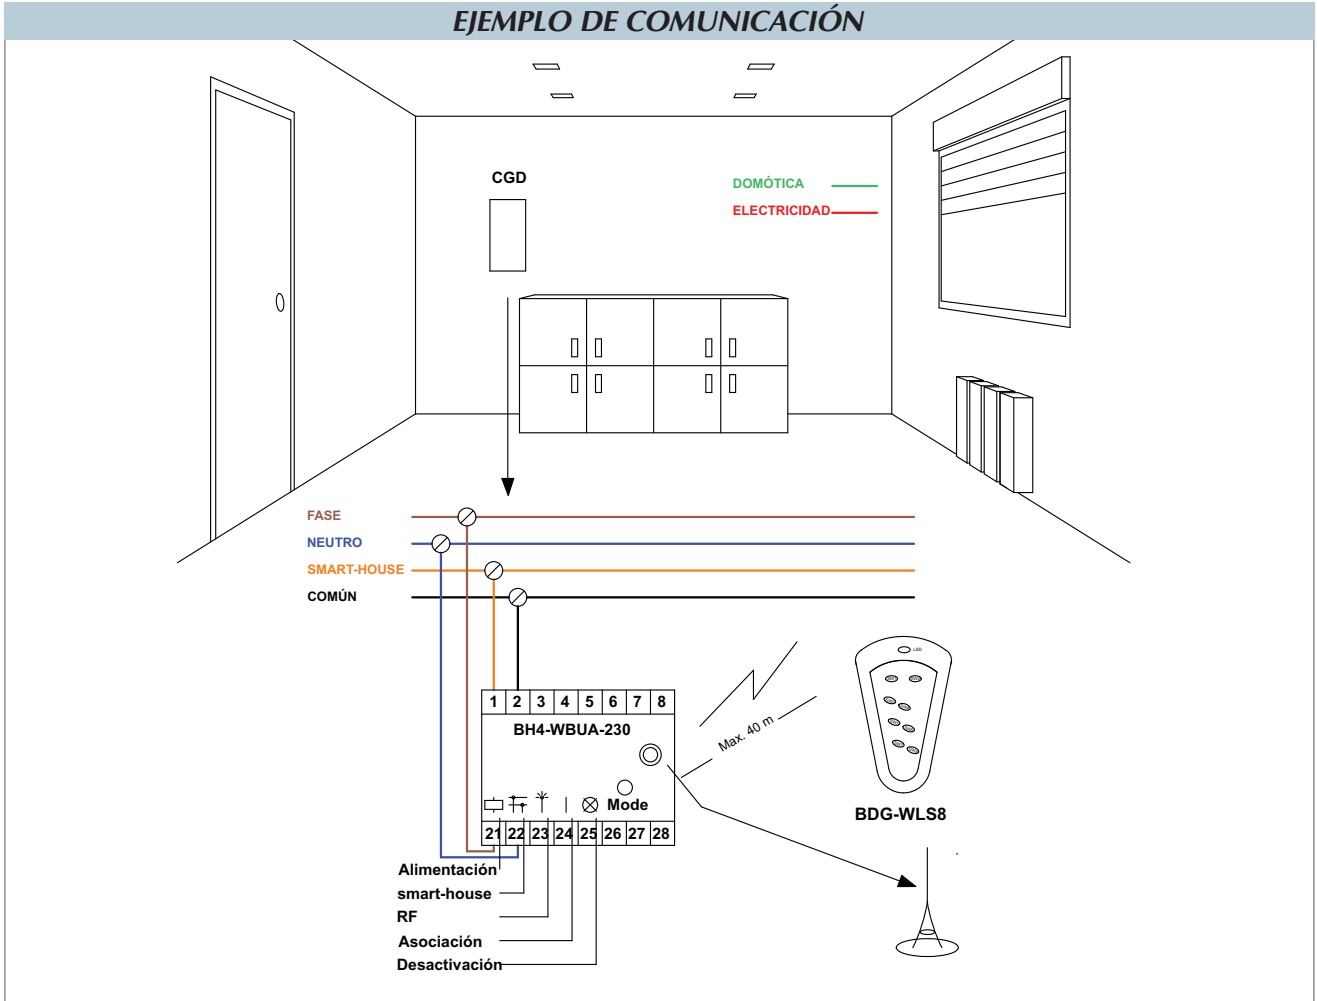 EJEMPLO DE COMUNICACIÓN
CGD
DOMÓTICA
ELECTRICIDAD
FASE
NEUTRO
SMART-HOUSE
COMÚN
1 2 3 4 5 6 7 8
BH4-WBUA-230
Mode
21 22 23 24 25 26 27 28
Max. 40 m
LED
BDG-WLS8
Alimentación
smart-house
RF
Asociación
Desactivación